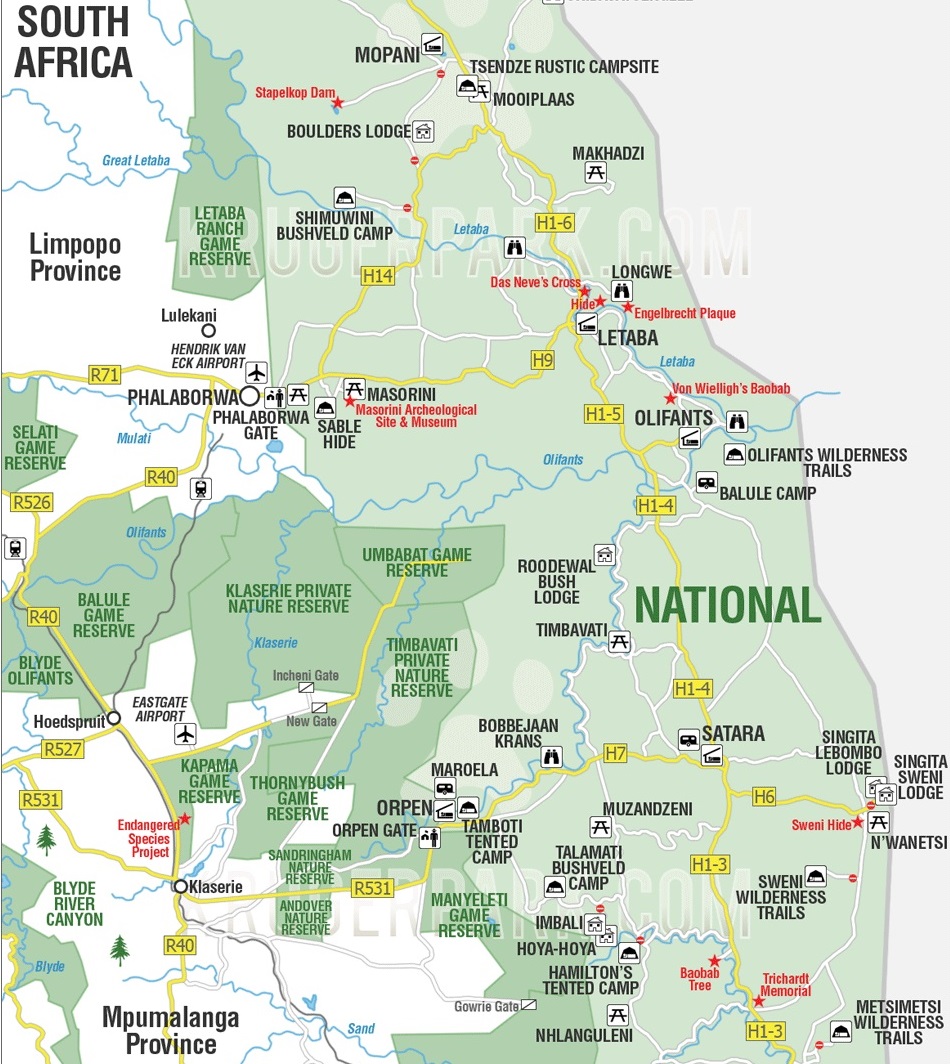 SOUTH
AFRICA
MOPANI
TSENDZE RUSTIC CAMPSITE
Stapelkop Dam
MOOIPLAAS
BOULDERS LODGE
MAKHADZI
Great Letaba
LETABA
RANCH
GAME
RESERVE
SHIMUWINI
BUSHVELD CAMP
KRUGERPARK.COM
Letaba
H1-6
Limpopo
Province
H14
LONGWE
Das Neve's Cross
Hide
Engelbrecht Plaque
Lulekani
LETABA
HENDRIK VAN
ECK AIRPORT
H9
Letaba
R71
PHALABORWA
MASORINI
Von Wielligh's Baobab
PHALABORWA
GATE
SABLE
HIDE
Masorini Archeological
Site & Museum
H1-5
OLIFANTS
SELATI
GAME
RESERVE
Mulati
OLIFANTS WILDERNESS
TRAILS
Olifants
R40
BALULE CAMP
R526
H1-4
Olifants
UMBABAT GAME
RESERVE
ROODEWAL
BUSH
LODGE
KLASERIE PRIVATE
NATURE RESERVE
NATIONAL
BALULE
GAME
RESERVE
R40
TIMBAVATI
Klaserie
TIMBAVATI
PRIVATE
NATURE
RESERVE
BLYDE
OLIFANTS
Incheni Gate
H1-4
EASTGATE
AIRPORT
New Gate
Hoedspruit
BOBBEJAAN
KRANS
SATARA
SINGITA
LEBOMBO
LODGE
R527
H7
SINGITA
SWENI
LODGE
KAPAMA
GAME
RESERVE
THORNYBUSH
GAME
RESERVE
MAROELA
R531
H6
ORPEN
MUZANDZENI
Endangered
Species
Project
ORPEN GATE
TAMBOTI
TENTED
CAMP
Sweni Hide
N'WANETSI
SANDRINGHAM
NATURE
RESERVE
TALAMATI
BUSHVELD
CAMP
H1-3
Klaserie
R531
SWENI
WILDERNESS
TRAILS
BLYDE
RIVER
CANYON
KRUGERPARK.COM
ANDOVER
NATURE
RESERVE
MANYELETI
GAME
RESERVE
IMBALI
R40
HOYA-HOYA
Blyde
HAMILTON'S
TENTED CAMP
Baobab
Tree
Trichardt
Memorial
Gowrie Gate
Mpumalanga
Province
Sand
NHLANGULENI
H1-3
METSIMETSI
WILDERNESS
TRAILS